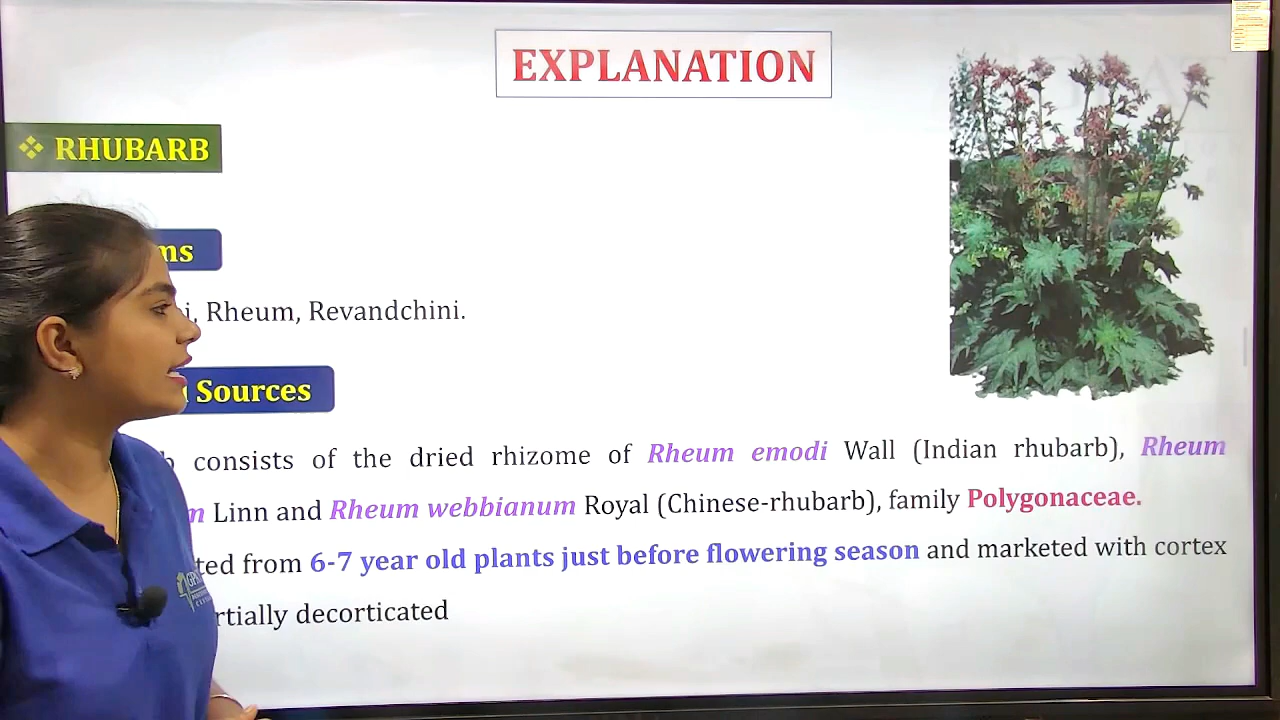 EXPLANATION
❖ RHUBARB
ms
i, Rheum, Revandchini.
Sources
b consists of the dried rhizome of Rheum emodi Wall (Indian rhubarb), Rheum
m Linn and Rheum webbianum Royal (Chinese-rhubarb), family Polygonaceae.
ted from 6-7 year old plants just before flowering season and marketed with cortex
rtially decorticated